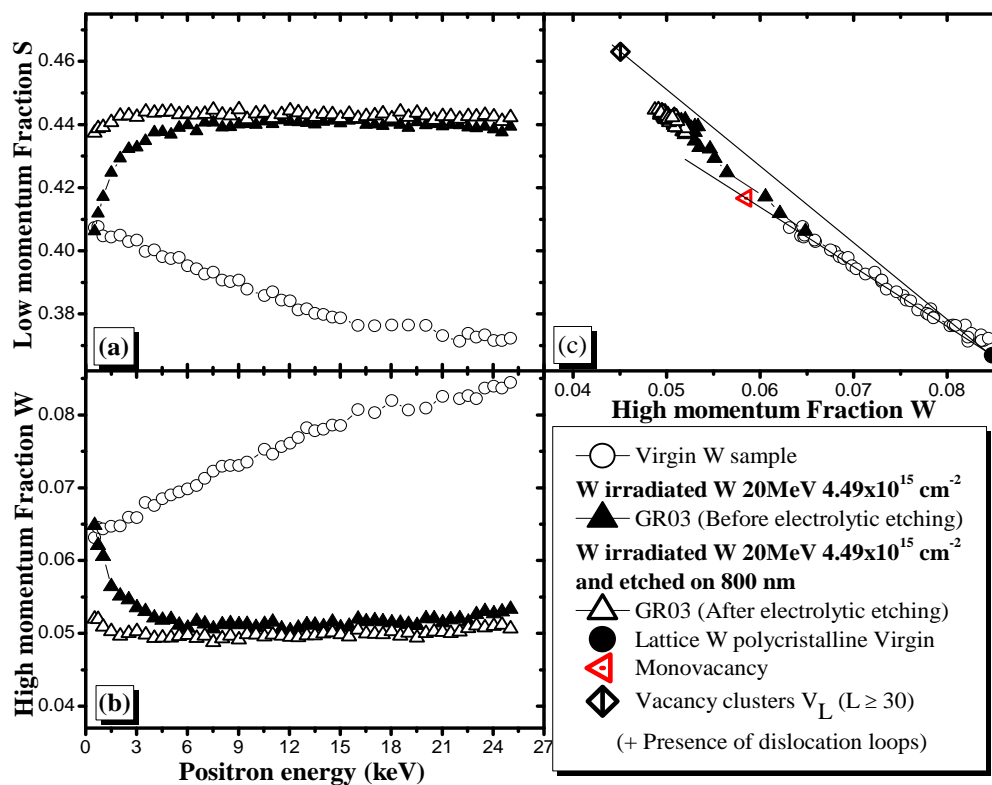 Low momentum Fraction S
0.46
0.44
0.42
0.40
0.38
(a)
High momentum Fraction W
0.08
0.07
0.06
0.05
0.04
(b)
0 3 6 9 12 15 18 21 24 27
Positron energy (keV)
(c)
0.04 0.05 0.06 0.07 0.08
High momentum Fraction W
Virgin W sample
W irradiated W 20MeV 4.49x10¹⁵ cm⁻²
GR03 (Before electrolytic etching)
W irradiated W 20MeV 4.49x10¹⁵ cm⁻²
and etched on 800 nm
GR03 (After electrolytic etching)
Lattice W polycristalline Virgin
Monovacancy
Vacancy clusters V_L (L ≥ 30)
(+ Presence of dislocation loops)